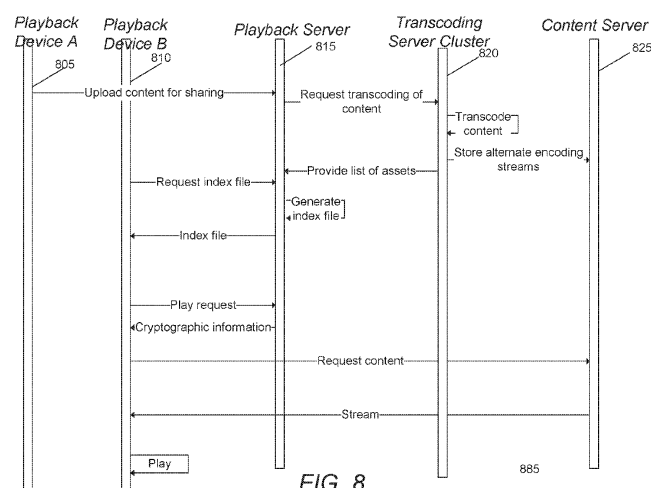 Playback
Device A
Playback
Device B
Playback Server
Transcoding
Server Cluster
Content Server
805
810
815
820
825
Upload content for sharing
Request transcoding of
content
Transcode
content
Store alternate encoding
streams
Provide list of assets
Request index file
Generate
index file
Index file
Play request
Cryptographic information
Request content
Stream
Play
885
FIG. 8